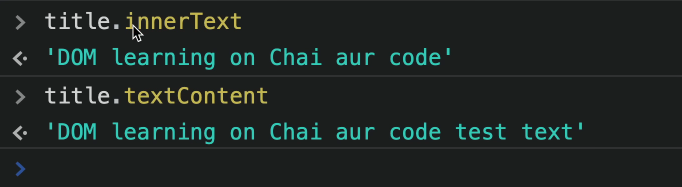 > title.innerText
<· 'DOM learning on Chai aur code'
> title.textContent
<· 'DOM learning on Chai aur code test text'
>